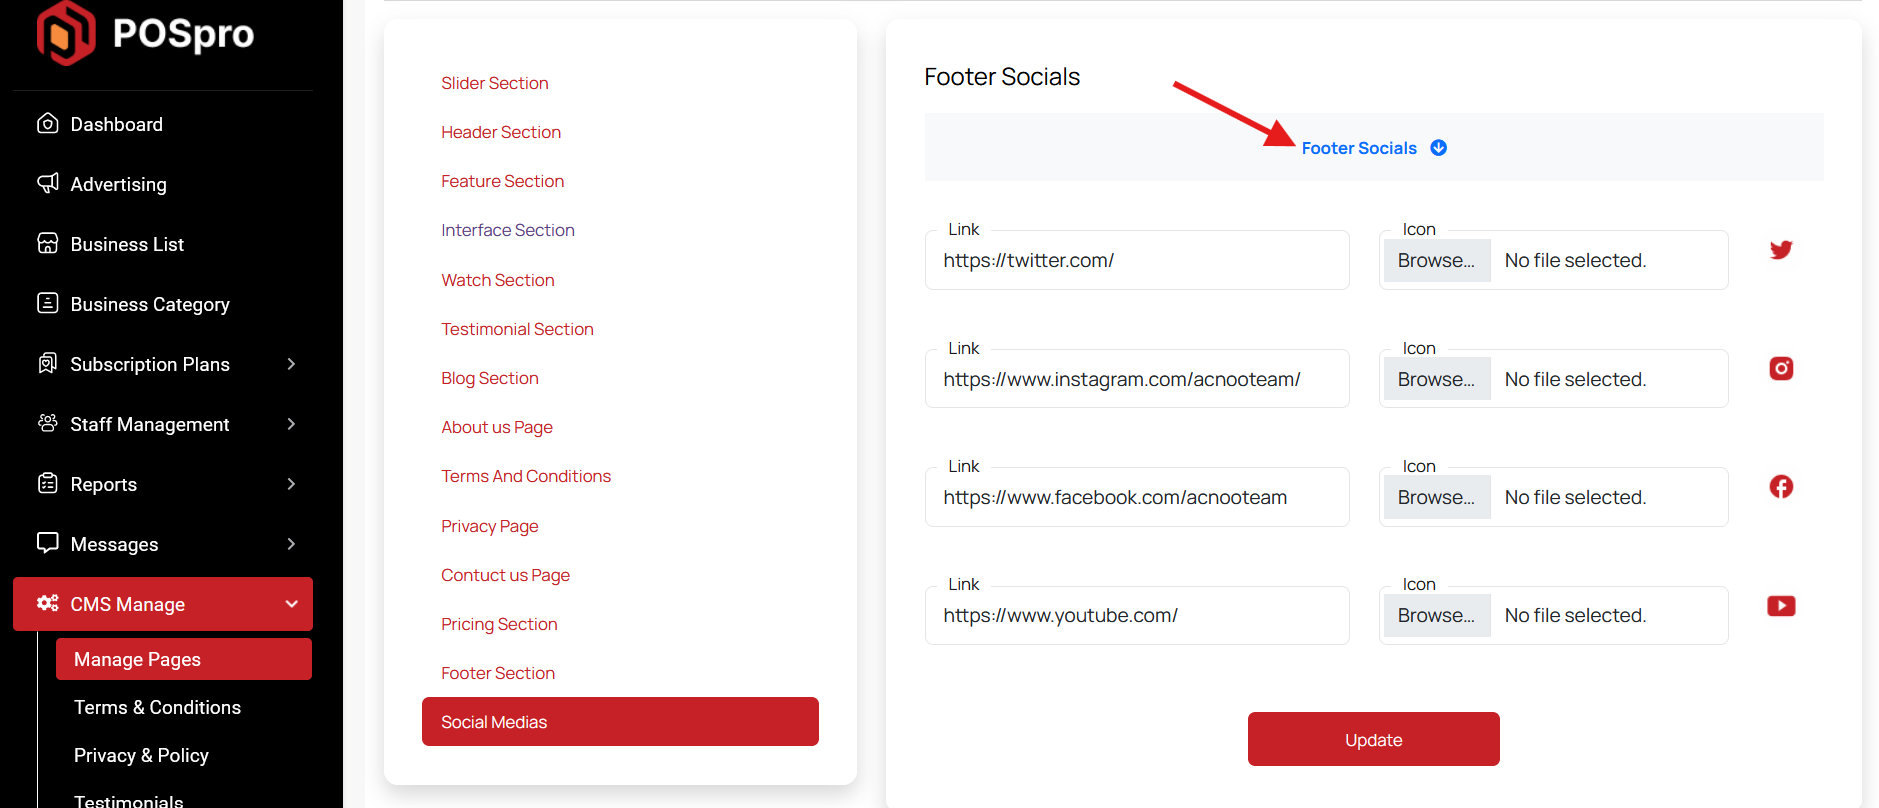 POSpro
Dashboard
Advertising
Business List
Business Category
Subscription Plans
Staff Management
Reports
Messages
CMS Manage
Manage Pages
Terms & Conditions
Privacy & Policy
Testimonials
Slider Section
Header Section
Feature Section
Interface Section
Watch Section
Testimonial Section
Blog Section
About us Page
Terms And Conditions
Privacy Page
Contuct us Page
Pricing Section
Footer Section
Social Medias
Footer Socials
Footer Socials
Link
https://twitter.com/
Icon
Browse... No file selected.
Link
https://www.instagram.com/acnooteam/
Icon
Browse... No file selected.
Link
https://www.facebook.com/acnooteam
Icon
Browse... No file selected.
Link
https://www.youtube.com/
Icon
Browse... No file selected.
Update